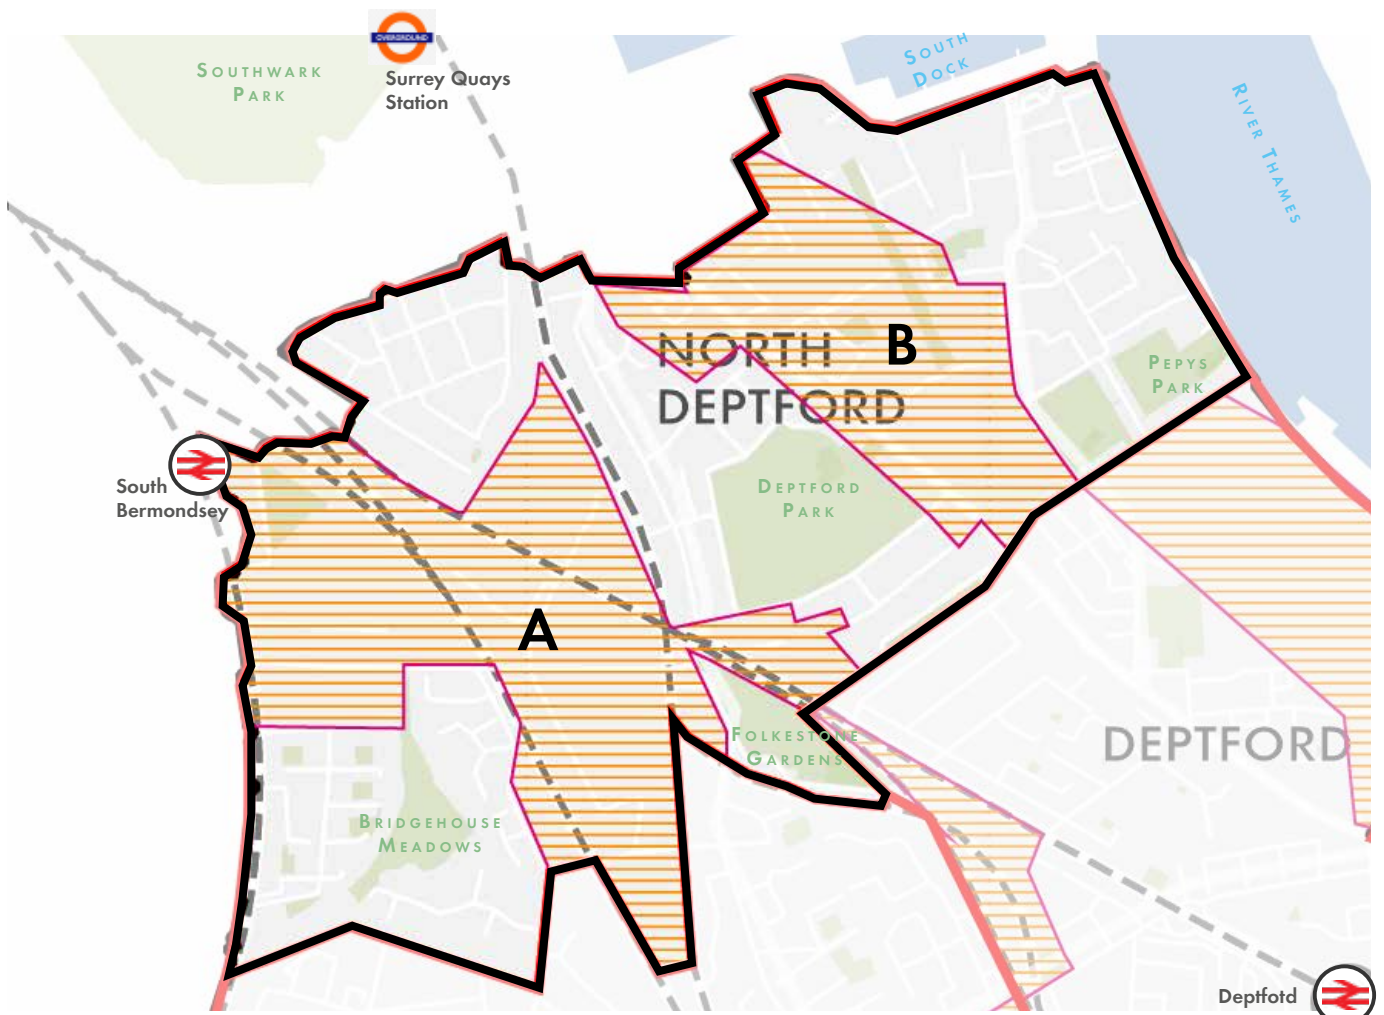 OVERGROUND
Surrey Quays
Station
SOUTHWARK
PARK
SOUTH
DOCK
RIVER THAMES
NORTH
DEPTFORD
B
PEPYS
PARK
South
Bermondsey
DEPTFORD
PARK
A
FOLKESTONE
GARDENS
DEPTFORD
BRIDGEHOUSE
MEADOWS
Deptfotd